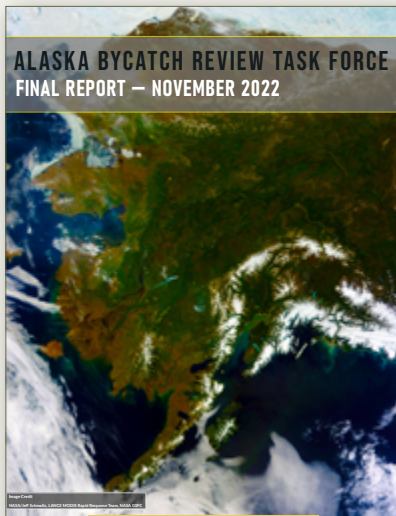 ALASKA BYCATCH REVIEW TASK FORCE
FINAL REPORT – NOVEMBER 2022
Image Credit
NASA/Jeff Schmaltz, LANCE MODIS Rapid Response Team, NASA GSFC